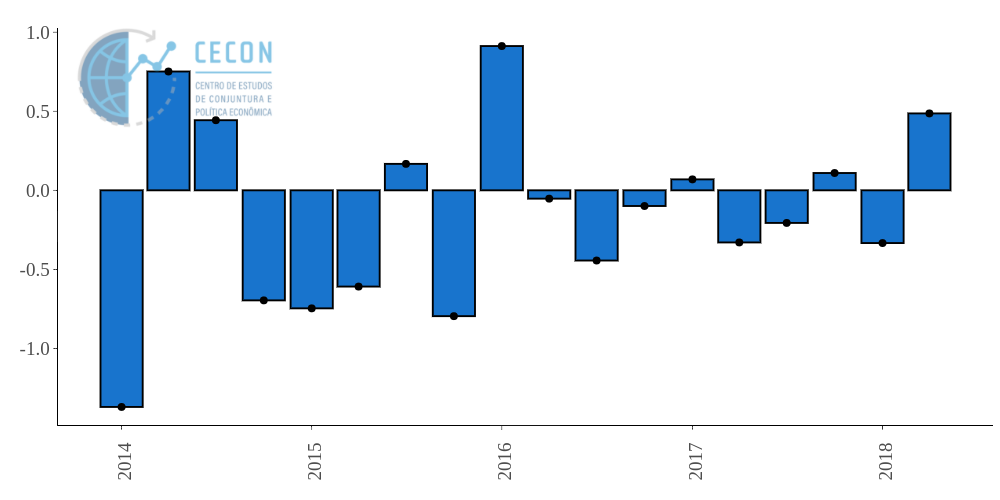 1.0
CECON
CENTRO DE ESTUDOS
DE CONJUNTURA E
POLÍTICA ECONÔMICA
0.5
0.0
-0.5
-1.0
2014
2015
2016
2017
2018